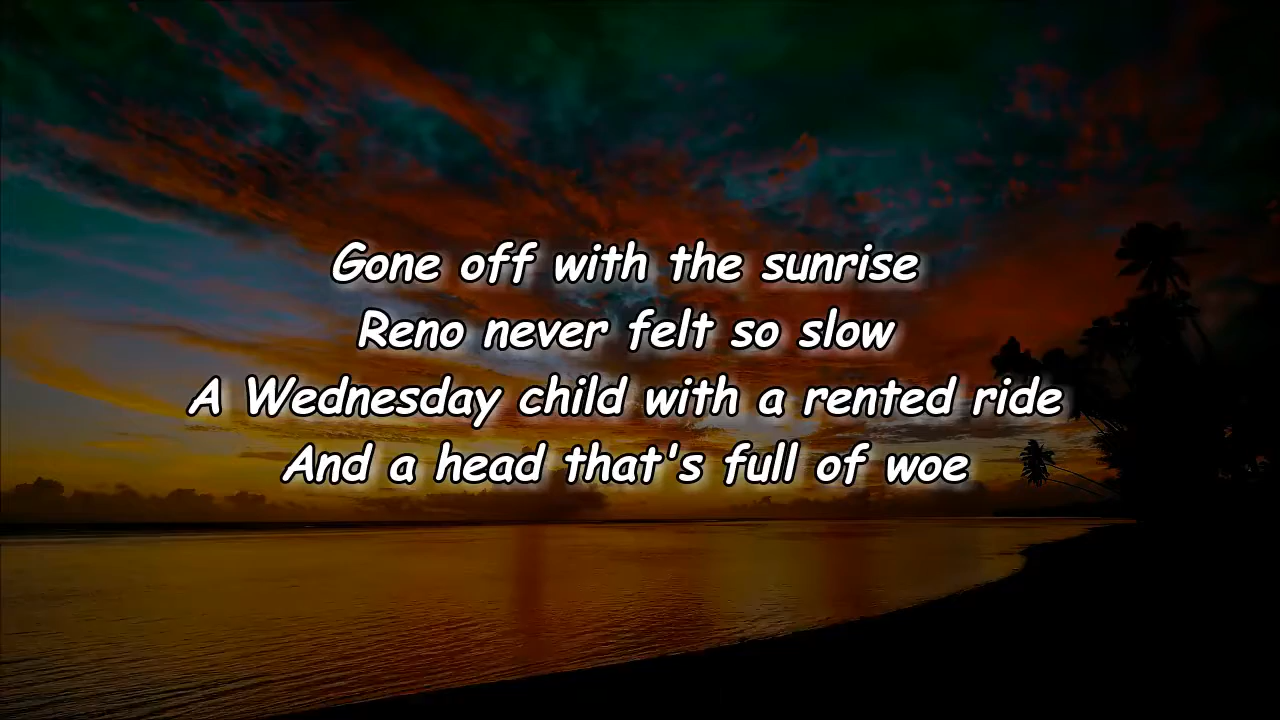 Gone off with the sunrise
Reno never felt so slow
A Wednesday child with a rented ride
And a head that's full of woe